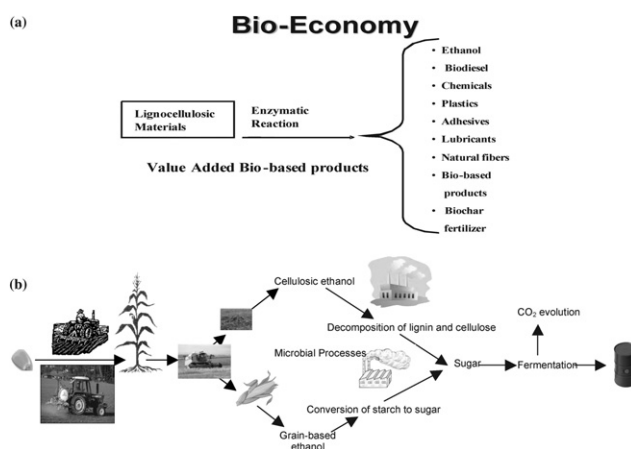 (a)
Bio-Economy
Lignocellulosic
Materials
Enzymatic
Reaction
Value Added Bio-based products
• Ethanol
• Biodiesel
• Chemicals
• Plastics
• Adhesives
• Lubricants
• Natural fibers
• Bio-based
products
• Biochar
fertilizer
(b)
Cellulosic ethanol
Decomposition of lignin and cellulose
CO2 evolution
Microbial Processes
Sugar
Fermentation
Conversion of starch to sugar
Grain-based
ethanol